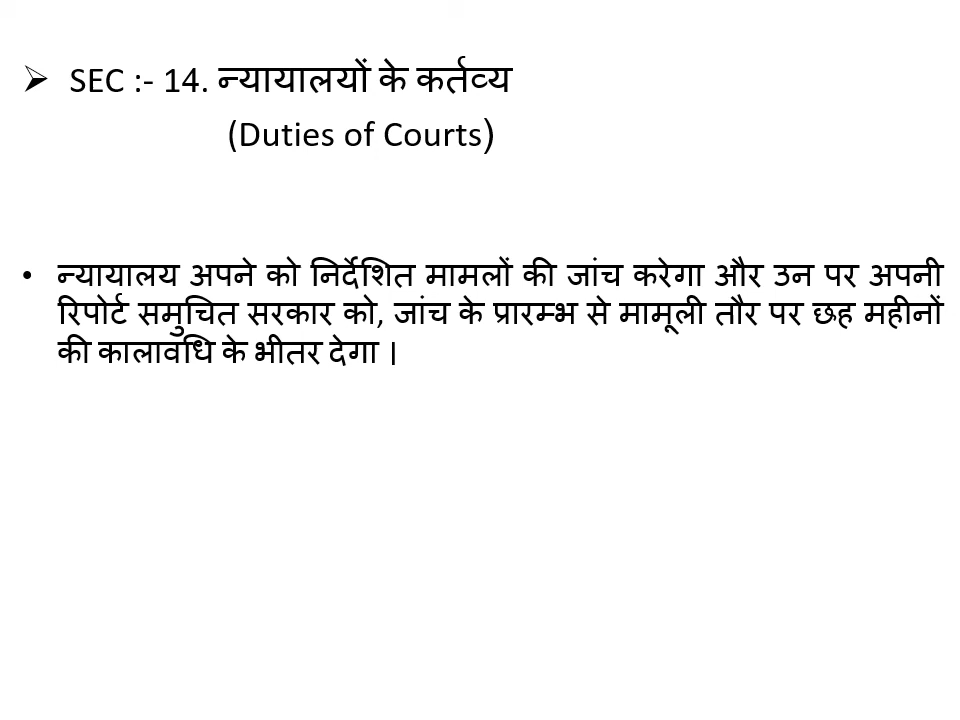 ➢ SEC :- 14. न्यायालयों के कर्तव्य
(Duties of Courts)
• न्यायालय अपने को निर्देशित मामलों की जांच करेगा और उन पर अपनी
रिपोर्ट समुचित सरकार को, जांच के प्रारम्भ से मामूली तौर पर छह महीनों
की कालावधि के भीतर देगा ।